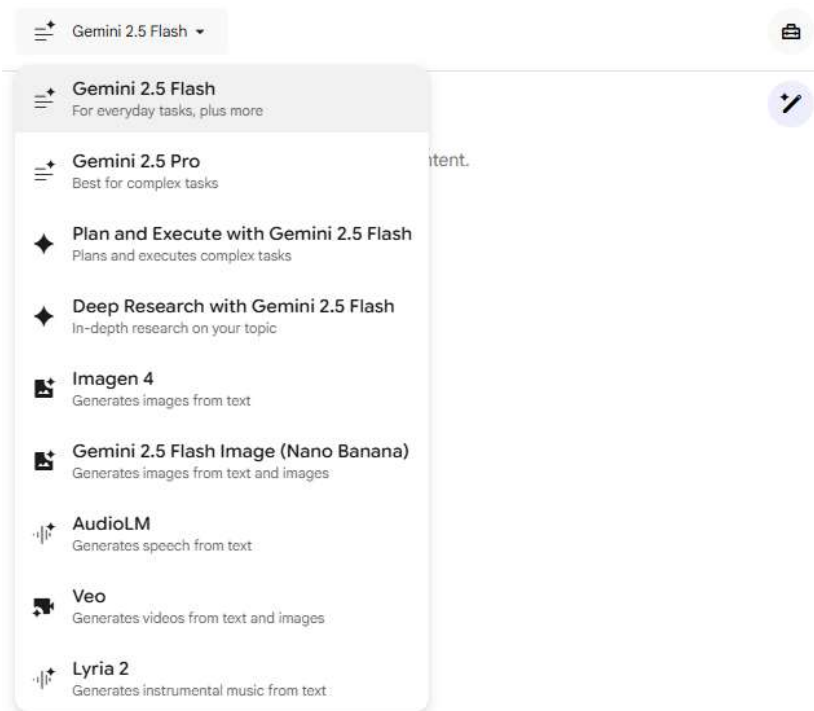 Gemini 2.5 Flash
Gemini 2.5 Flash
For everyday tasks, plus more
Gemini 2.5 Pro
Best for complex tasks
Plan and Execute with Gemini 2.5 Flash
Plans and executes complex tasks
Deep Research with Gemini 2.5 Flash
In-depth research on your topic
Imagen 4
Generates images from text
Gemini 2.5 Flash Image (Nano Banana)
Generates images from text and images
AudioLM
Generates speech from text
Veo
Generates videos from text and images
Lyria 2
Generates instrumental music from text